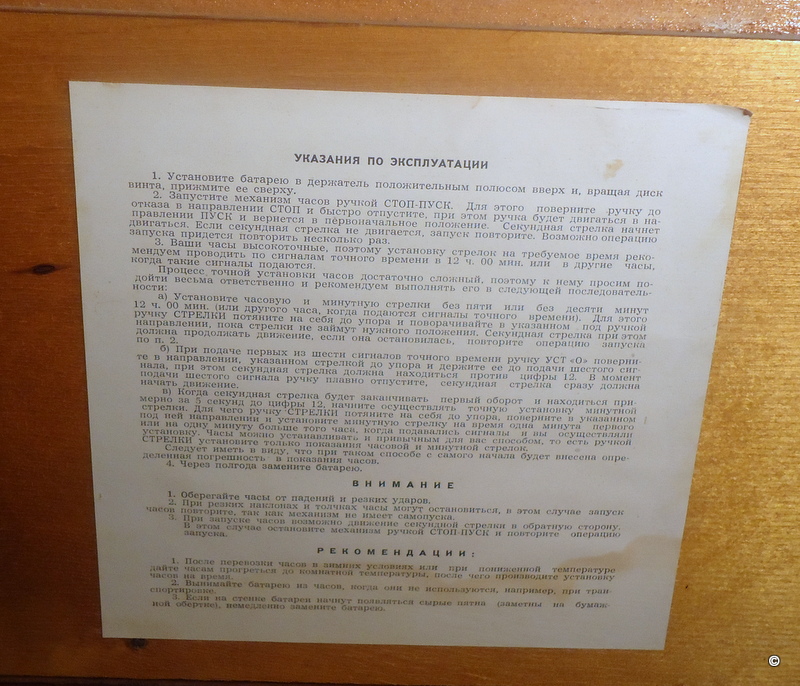 УКАЗАНИЯ ПО ЭКСПЛУАТАЦИИ
1. Установите батарею в держатель положительным полюсом вверх и, вращая диск
винта, прижмите ее сверху.
2. Запустите механизм часов ручкой СТОП-ПУСК. Для этого поверните ручку до
отказа в направлении СТОП и быстро отпустите, при этом ручка будет двигаться в на-
правлении ПУСК и вернется в первоначальное положение. Секундная стрелка начнет
двигаться. Если секундная стрелка не двигается, запуск повторите. Возможно операцию
запуска придется повторить несколько раз.
3. Ваши часы высокоточные, поэтому установку стрелок на требуемое время реко-
мендуем проводить по сигналам точного времени в 12 ч. 00 мин. или в другие часы,
когда такие сигналы подаются.
Процесс точной установки часов достаточно сложный, поэтому к нему просим по-
дойти весьма ответственно и рекомендуем выполнять его в следующей последователь-
ности:
а) Установите часовую и минутную стрелки без пяти или без десяти минут
12 ч. 00 мин. (или другого часа, когда подаются сигналы точного времени). Для этого
ручку СТРЕЛКИ потяните на себя до упора и поворачивайте в указанном под ручкой
направлении, пока стрелки не займут нужного положения. Секундная стрелка при этом
должна продолжать движение, если она остановилась, повторите операцию запуска
по п. 2.
б) При подаче первых из шести сигналов точного времени ручку УСТ «О» поверни-
те в направлении, указанном стрелкой до упора и держите ее до подачи шестого сиг-
нала, при этом секундная стрелка должна находиться против цифры 12. В момент
подачи шестого сигнала ручку плавно отпустите, секундная стрелка сразу должна
начать движение.
в) Когда секундная стрелка будет заканчивать первый оборот и находиться при-
мерно за 5 секунд до цифры 12, начните осуществлять точную установку минутной
стрелки. Для чего ручку СТРЕЛКИ потяните на себя до упора, поверните в указанном
под ней направлении и установите минутную стрелку на время одна минута первого
или на одну минуту больше того часа, когда подавались сигналы и вы осуществляли
установку. Часы можно устанавливать и привычным для вас способом, то есть ручкой
СТРЕЛКИ установите только показания часовой и минутной стрелок.
Следует иметь в виду, что при таком способе с самого начала будет внесена опре-
деленная погрешность в показания часов.
4. Через полгода замените батарею.
ВНИМАНИЕ
1. Оберегайте часы от падений и резких ударов.
2. При резких наклонах и толчках часы могут остановиться, в этом случае запуск
часов повторите, так как механизм не имеет самопуска.
3. При запуске часов возможно движение секундной стрелки в обратную сторону.
В этом случае остановите механизм ручкой СТОП-ПУСК и повторите операцию
запуска.
РЕКОМЕНДАЦИИ:
1. После перевозки часов в зимних условиях или при пониженной температуре
дайте часам прогреться до комнатной температуры, после чего производите установку
часов на время.
2. Вынимайте батарею из часов, когда они не используются, например, при тран-
спортировке.
3. Если на стенке батареи начнут появляться сырые пятна (заметны на бумаж-
ной обертке), немедленно замените батарею.
©